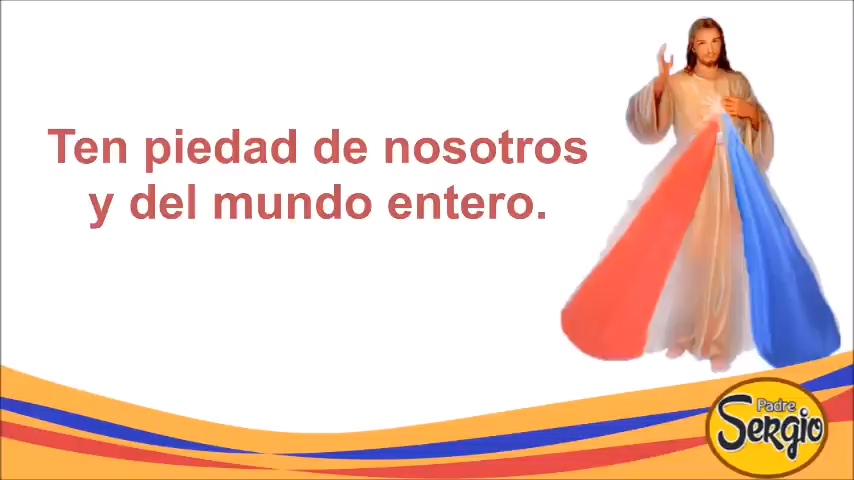 Ten piedad de nosotros
y del mundo entero.
Padre
Sergio